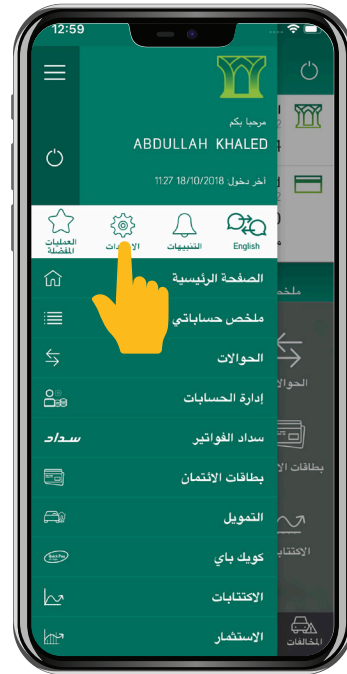 12:59
مرحبا بكم
ABDULLAH KHALED
آخر دخول: 18/10/2018 11:27
English
التنبيهات
العمليات
المفضلة
الصفحة الرئيسية
ملخص حساباتي
الحوالات
إدارة الحسابات
سداد الفواتير
سداد
بطاقات الائتمان
التمويل
كويك باي
الاكتتابات
الاستثمار
المخالفات